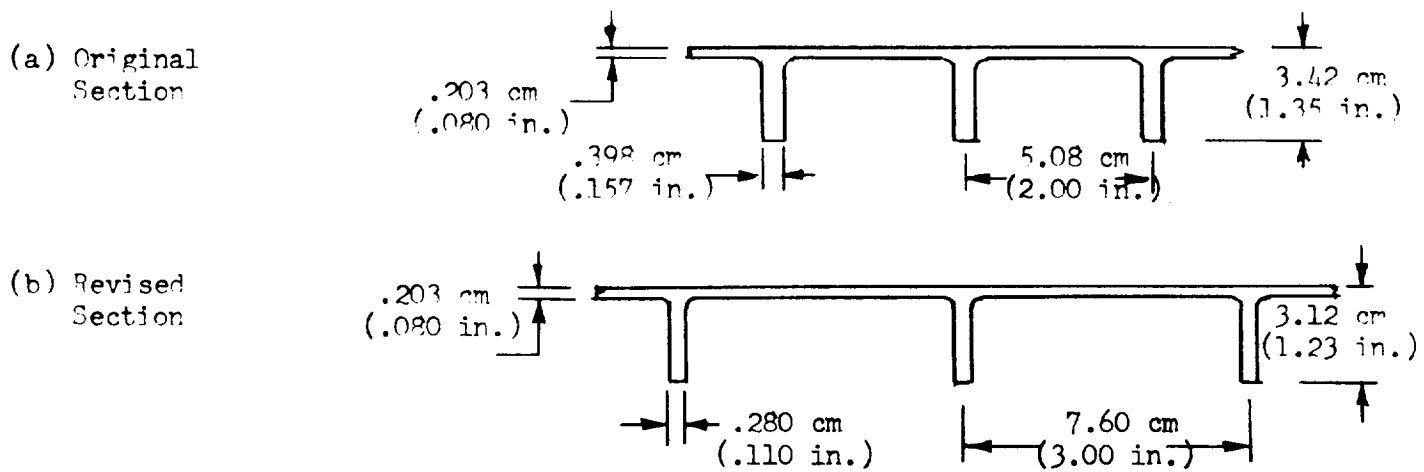 (a) Original
Section
.203 cm
(.080 in.)
3.42 cm
(1.35 in.)
.398 cm
(.157 in.)
5.08 cm
(2.00 in.)
(b) Revised
Section
.203 cm
(.080 in.)
3.12 cm
(1.23 in.)
.280 cm
(.110 in.)
7.60 cm
(3.00 in.)